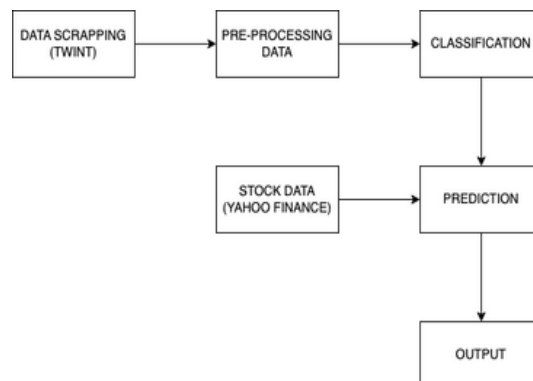 DATA SCRAPPING
(TWINT)
PRE-PROCESSING
DATA
CLASSIFICATION
STOCK DATA
(YAHOO FINANCE)
PREDICTION
OUTPUT